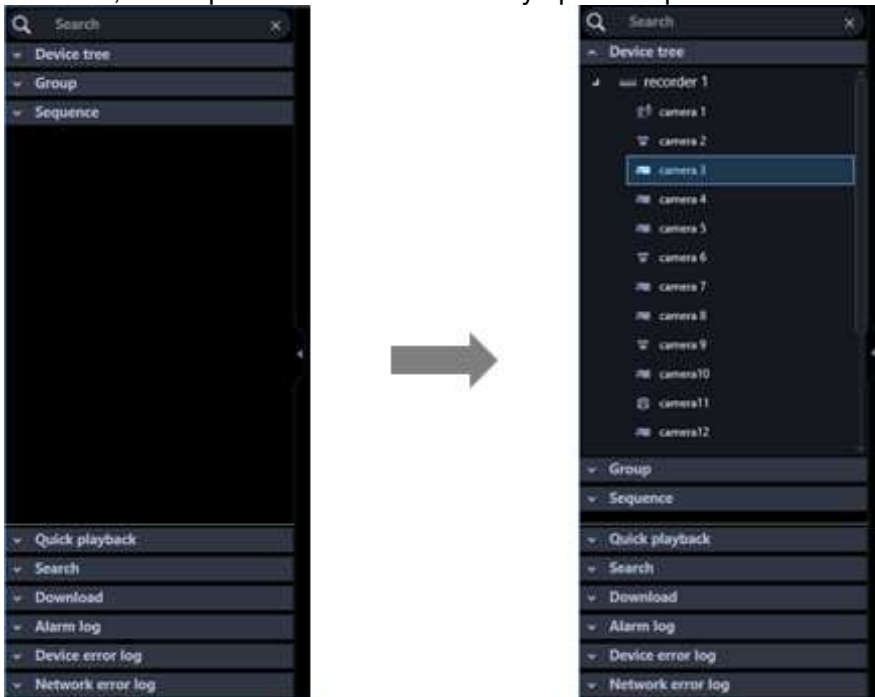 Search
Device tree
Group
Sequence
Quick playback
Search
Download
Alarm log
Device error log
Network error log
Search
Device tree
recorder 1
camera 1
camera 2
camera 3
camera 4
camera 5
camera 6
camera 7
camera 8
camera 9
camera10
camera11
camera12
Group
Sequence
Quick playback
Search
Download
Alarm log
Device error log
Network error log